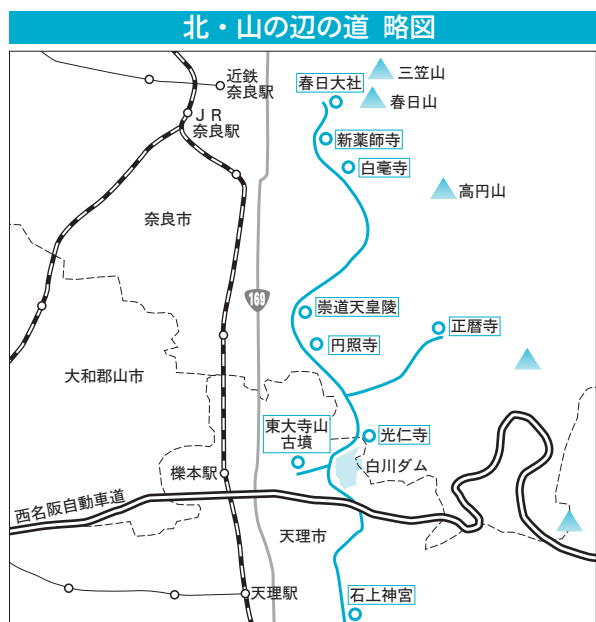 北・山の辺の道 略図
三笠山
近鉄
奈良駅
春日大社
春日山
ＪＲ
奈良駅
新薬師寺
白毫寺
高円山
奈良市
169
崇道天皇陵
正暦寺
円照寺
大和郡山市
東大寺山
古墳
光仁寺
白川ダム
櫟本駅
西名阪自動車道
天理市
天理駅
石上神宮